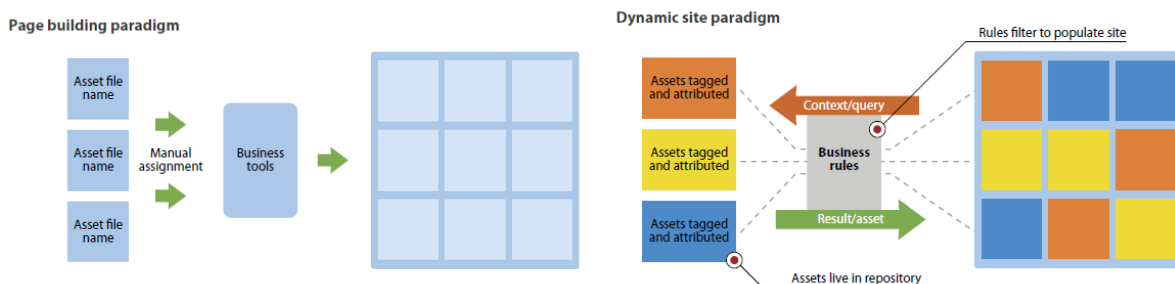 Page building paradigm
Asset file
name
Asset file
name
Asset file
name
Manual
assignment
Business
tools
Dynamic site paradigm
Rules filter to populate site
Assets tagged
and attributed
Assets tagged
and attributed
Assets tagged
and attributed
Context/query
Business
rules
Result/asset
Assets live in repository